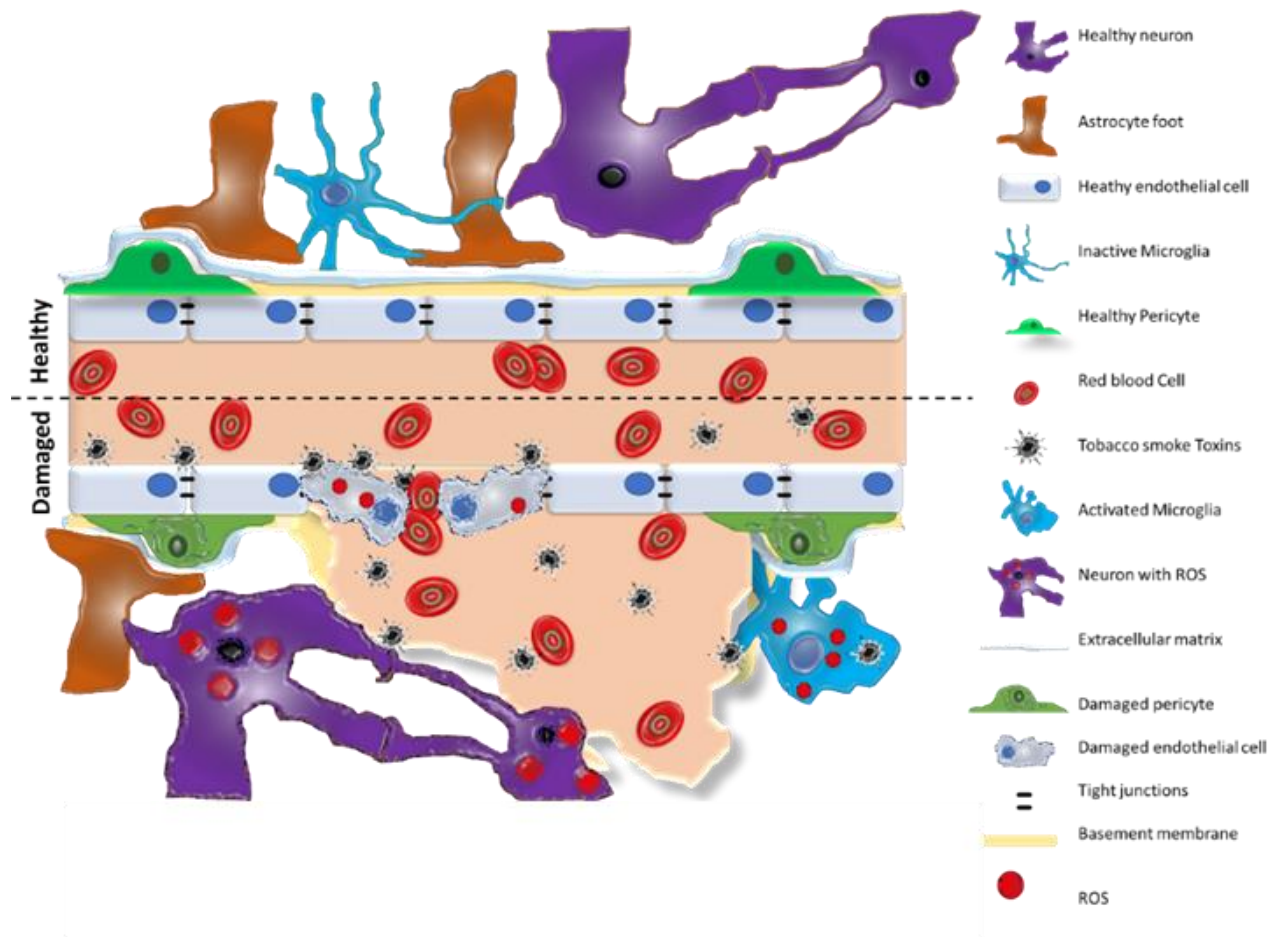 Healthy
Damaged
Healthy neuron
Astrocyte foot
Heathy endothelial cell
Inactive Microglia
Healthy Pericyte
Red blood Cell
Tobacco smoke Toxins
Activated Microglia
Neuron with ROS
Extracellular matrix
Damaged pericyte
Damaged endothelial cell
Tight junctions
Basement membrane
ROS